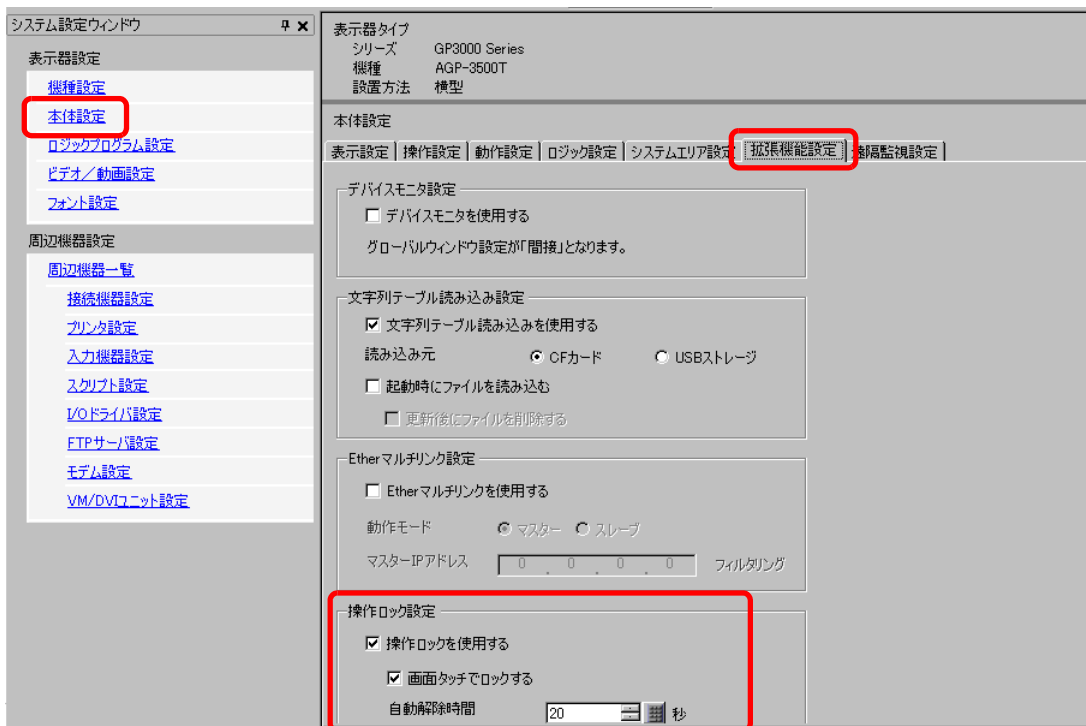 システム設定ウィンドウ
表示器設定
機種設定
本体設定
ロジックプログラム設定
ビデオ／動画設定
フォント設定
周辺機器設定
周辺機器一覧
接続機器設定
プリンタ設定
入力機器設定
スクリプト設定
I/Oドライバ設定
FTPサーバ設定
モデム設定
VM/DVIユニット設定
表示器タイプ
シリーズ GP3000 Series
機種 AGP-3500T
設置方法 横型
本体設定
表示設定 操作設定 動作設定 ロジック設定 システムエリア設定 拡張機能設定 遠隔監視設定
デバイスモニタ設定
デバイスモニタを使用する
グローバルウィンドウ設定が「間接」となります。
文字列テーブル読み込み設定
文字列テーブル読み込みを使用する
読み込み元 CFカード USBストレージ
起動時にファイルを読み込む
更新後にファイルを削除する
Etherマルチリンク設定
Etherマルチリンクを使用する
動作モード マスター スレーブ
マスターIPアドレス 0 . 0 . 0 . 0 フィルタリング
操作ロック設定
操作ロックを使用する
画面タッチでロックする
自動解除時間 20 秒